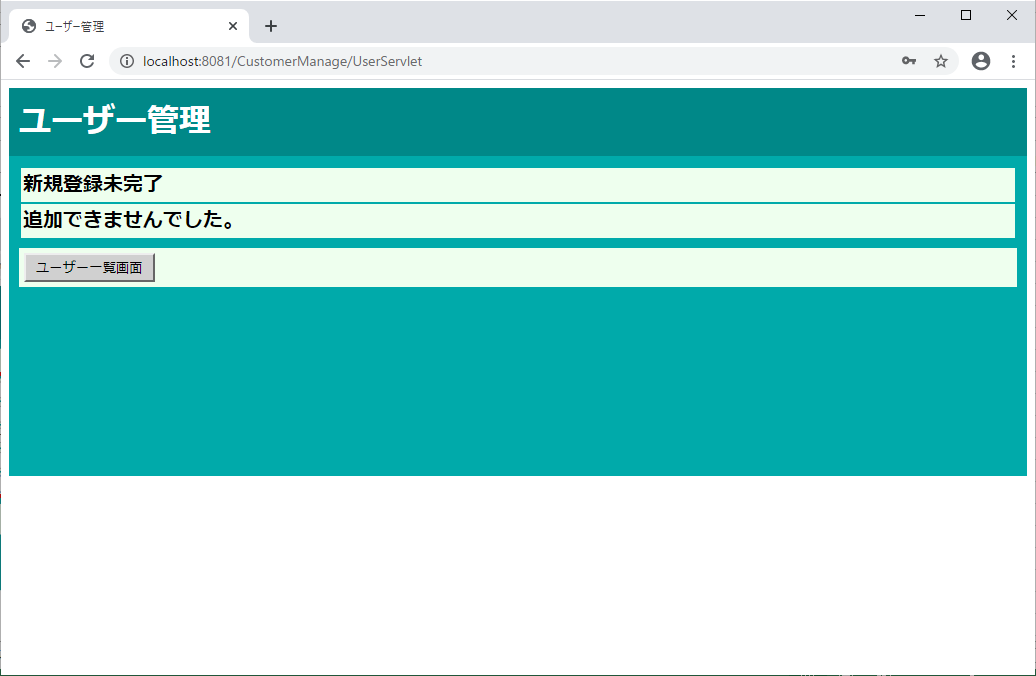 ユーザー管理
localhost:8081/CustomerManage/UserServlet
ユーザー管理
新規登録未完了
追加できませんでした。
ユーザー一覧画面